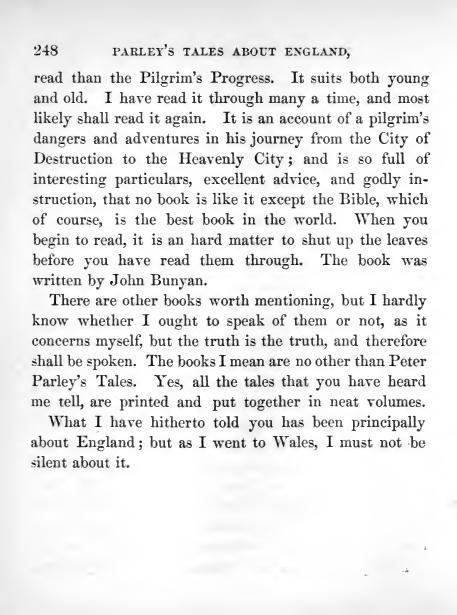 248 PARLEY'S TALES ABOUT ENGLAND,
read than the Pilgrim's Progress. It suits both young
and old. I have read it through many a time, and most
likely shall read it again. It is an account of a pilgrim's
dangers and adventures in his journey from the City of
Destruction to the Heavenly City; and is so full of
interesting particulars, excellent advice, and godly in-
struction, that no book is like it except the Bible, which
of course, is the best book in the world. When you
begin to read, it is an hard matter to shut up the leaves
before you have read them through. The book was
written by John Bunyan.
There are other books worth mentioning, but I hardly
know whether I ought to speak of them or not, as it
concerns myself, but the truth is the truth, and therefore
shall be spoken. The books I mean are no other than Peter
Parley's Tales. Yes, all the tales that you have heard
me tell, are printed and put together in neat volumes.
What I have hitherto told you has been principally
about England; but as I went to Wales, I must not be
silent about it.